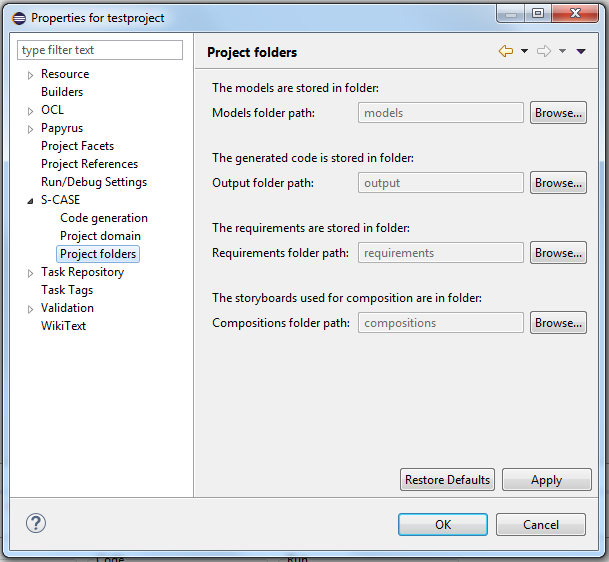 Properties for testproject
type filter text
Resource
Builders
OCL
Papyrus
Project Facets
Project References
Run/Debug Settings
S-CASE
Code generation
Project domain
Project folders
Task Repository
Task Tags
Validation
WikiText
Project folders
The models are stored in folder:
Models folder path: models Browse...
The generated code is stored in folder:
Output folder path: output Browse...
The requirements are stored in folder:
Requirements folder path: requirements Browse...
The storyboards used for composition are in folder:
Compositions folder path: compositions Browse...
Restore Defaults Apply
? OK Cancel
Code Run